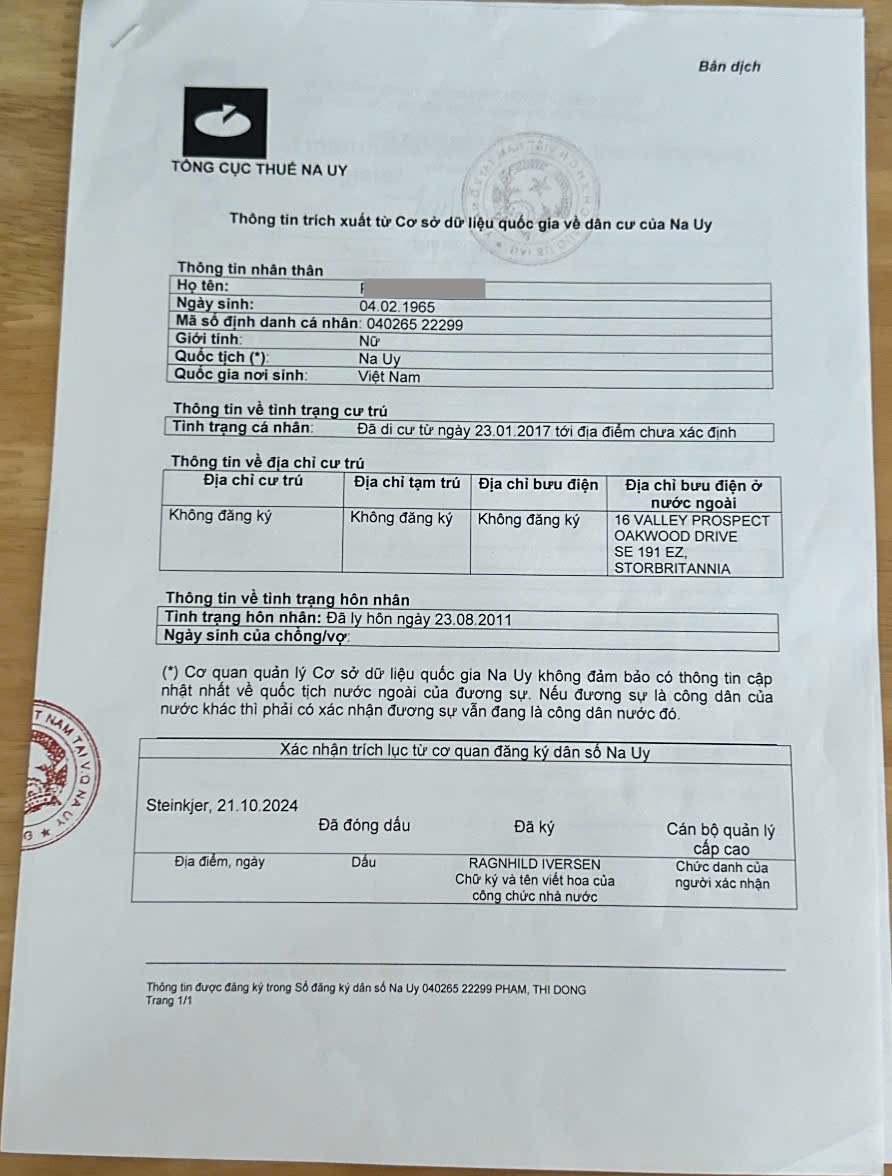 Bản dịch
TỔNG CỤC THUẾ NA UY
Thông tin trích xuất từ Cơ sở dữ liệu quốc gia về dân cư của Na Uy
Thông tin nhân thân
Họ tên:
Ngày sinh: 04.02.1965
Mã số định danh cá nhân: 040265 22299
Giới tính: Nữ
Quốc tịch (*): Na Uy
Quốc gia nơi sinh: Việt Nam
Thông tin về tình trạng cư trú
Tình trạng cá nhân: Đã di cư từ ngày 23.01.2017 tới địa điểm chưa xác định
Thông tin về địa chỉ cư trú
Địa chỉ cư trú Địa chỉ tạm trú Địa chỉ bưu điện Địa chỉ bưu điện ở
nước ngoài
Không đăng ký Không đăng ký Không đăng ký 16 VALLEY PROSPECT
OAKWOOD DRIVE
SE 191 EZ,
STORBRITANNIA
Thông tin về tình trạng hôn nhân
Tình trạng hôn nhân: Đã ly hôn ngày 23.08.2011
Ngày sinh của chồng/vợ:
(*) Cơ quan quản lý Cơ sở dữ liệu quốc gia Na Uy không đảm bảo có thông tin cập
nhật nhất về quốc tịch nước ngoài của đương sự. Nếu đương sự là công dân của
nước khác thì phải có xác nhận đương sự vẫn đang là công dân nước đó.
Xác nhận trích lục từ cơ quan đăng ký dân số Na Uy
Steinkjer, 21.10.2024
Đã đóng dấu Đã ký Cán bộ quản lý
cấp cao
Địa điểm, ngày Dấu RAGNHILD IVERSEN Chức danh của
Chữ ký và tên viết hoa của người xác nhận
công chức nhà nước
T NAM TẠI V.Q NA UY
Thông tin được đăng ký trong Sổ đăng ký dân số Na Uy 040265 22299 PHAM, THI DONG
Trang 1/1